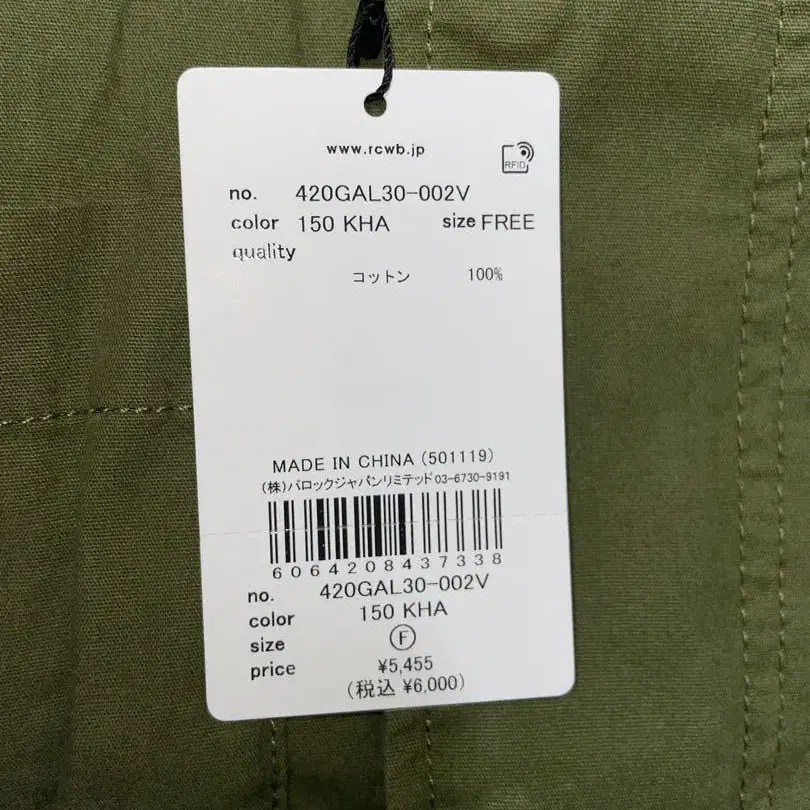 www.rcwb.jp
RFID
no. 420GAL30-002V
color 150 KHA size FREE
quality
コットン 100%
MADE IN CHINA (501119)
(株)バロックジャパンリミテッド03-6730-9191
6064208437338
no. 420GAL30-002V
color 150 KHA
size F
price ¥5,455
(税込 ¥6,000)